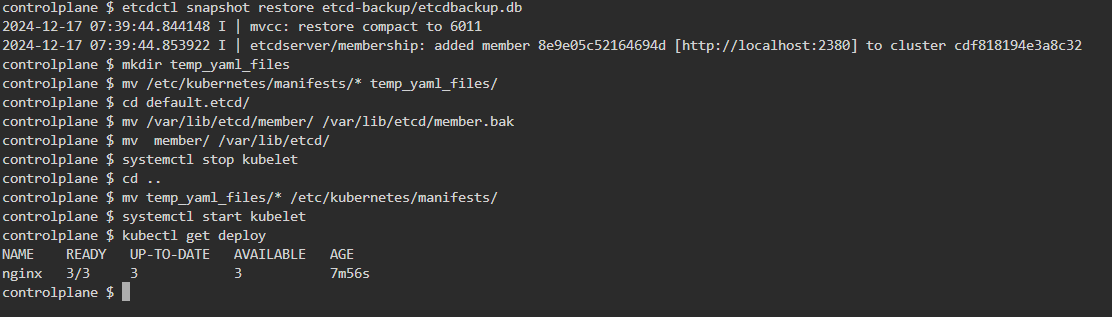 controlplane $ etcdctl snapshot restore etcd-backup/etcdbackup.db
2024-12-17 07:39:44.844148 I | mvcc: restore compact to 6011
2024-12-17 07:39:44.853922 I | etcdserver/membership: added member 8e9e05c52164694d [http://localhost:2380] to cluster cdf818194e3a8c32
controlplane $ mkdir temp_yaml_files
controlplane $ mv /etc/kubernetes/manifests/* temp_yaml_files/
controlplane $ cd default.etcd/
controlplane $ mv /var/lib/etcd/member/ /var/lib/etcd/member.bak
controlplane $ mv  member/ /var/lib/etcd/
controlplane $ systemctl stop kubelet
controlplane $ cd ..
controlplane $ mv temp_yaml_files/* /etc/kubernetes/manifests/
controlplane $ systemctl start kubelet
controlplane $ kubectl get deploy
NAME    READY   UP-TO-DATE   AVAILABLE   AGE
nginx   3/3     3            3           7m56s
controlplane $